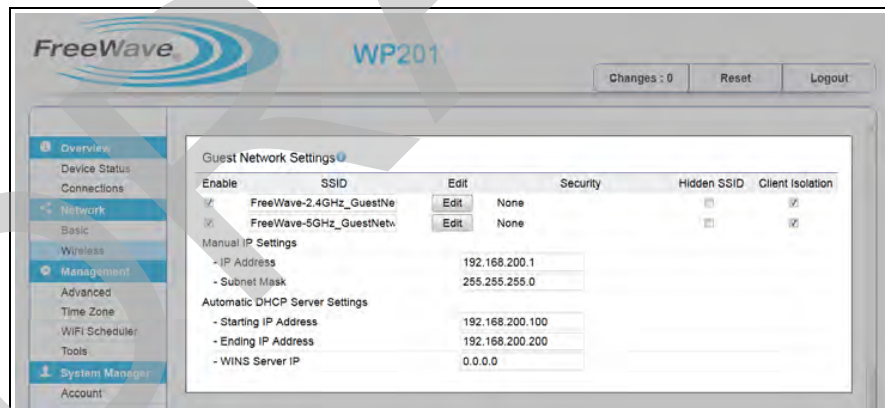 FreeWave®
WP201
Changes : 0 Reset Logout
Overview
Device Status
Connections
Network
Basic
Wireless
Management
Advanced
Time Zone
WiFi Scheduler
Tools
System Manager
Account
Guest Network Settings
Enable SSID Edit Security Hidden SSID Client Isolation
FreeWave-2.4GHz_GuestNe Edit None
FreeWave-5GHz_GuestNetw Edit None
Manual IP Settings
- IP Address 192.168.200.1
- Subnet Mask 255.255.255.0
Automatic DHCP Server Settings
- Starting IP Address 192.168.200.100
- Ending IP Address 192.168.200.200
- WINS Server IP 0.0.0.0